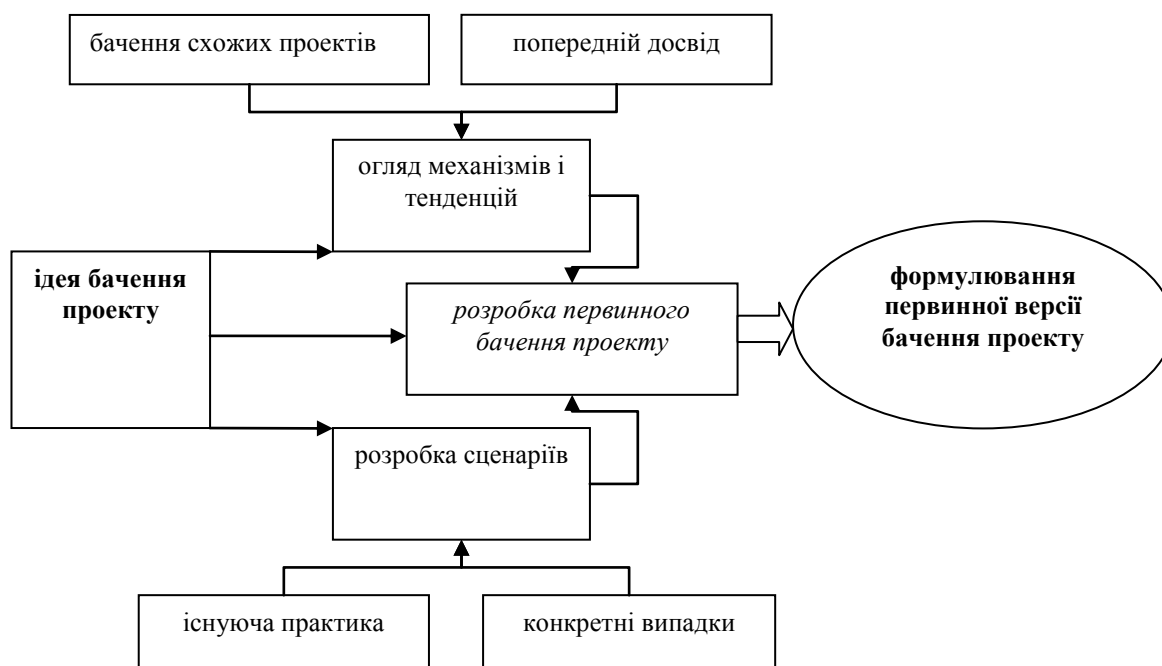 бачення схожих проектів
попередній досвід
огляд механізмів і
тенденцій
ідея бачення
проекту
розробка первинного
бачення проекту
формулювання
первинної версії
бачення проекту
розробка сценаріїв
існуюча практика
конкретні випадки